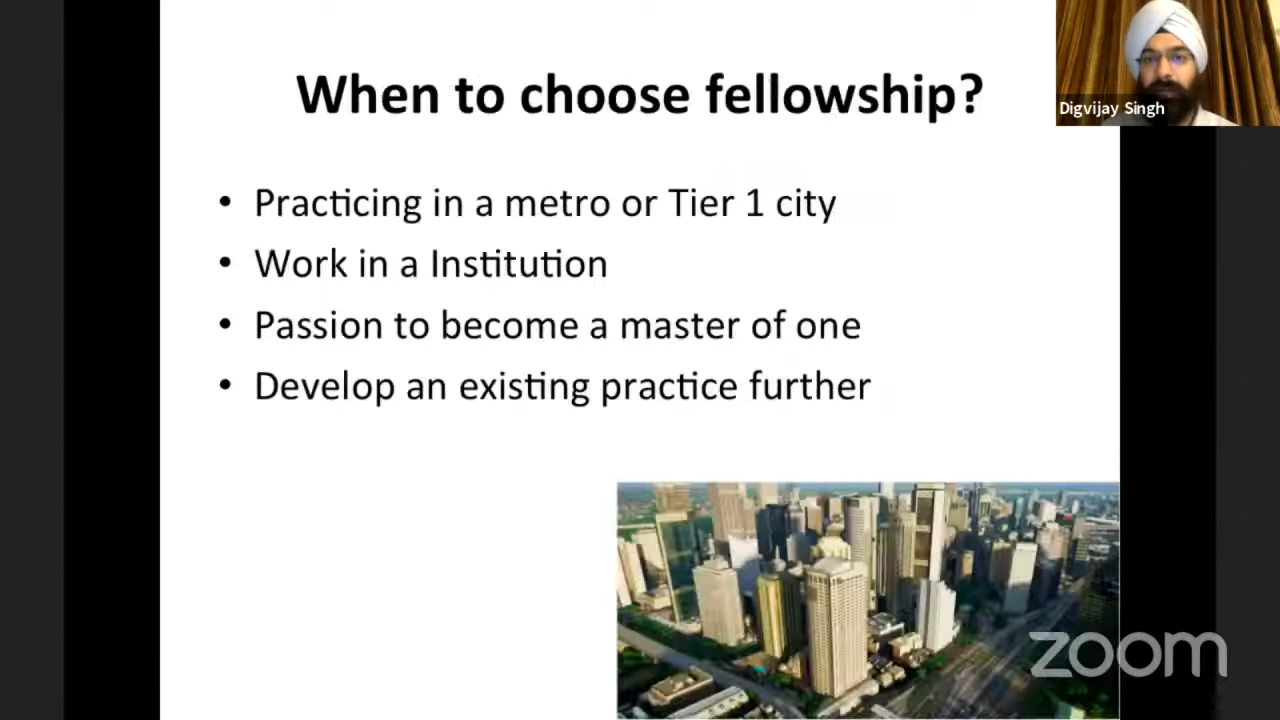 When to choose fellowship?
Digvijay Singh
• Practicing in a metro or Tier 1 city
• Work in a Institution
• Passion to become a master of one
• Develop an existing practice further
zoom